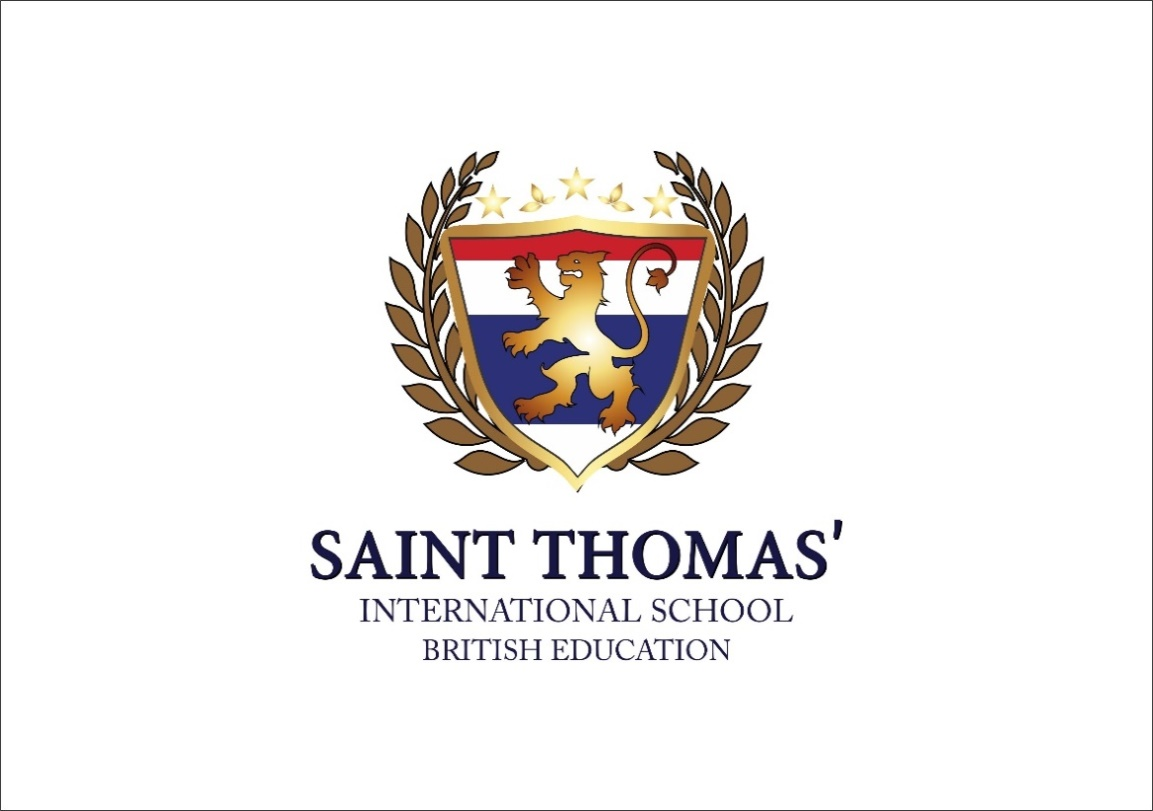 SAINT THOMAS'
INTERNATIONAL SCHOOL
BRITISH EDUCATION